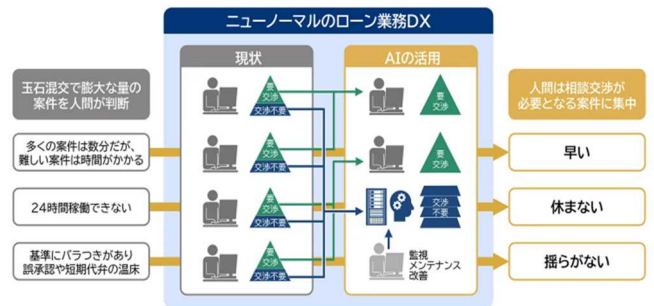 ニューノーマルのローン業務DX
玉石混交で膨大な量の
案件を人間が判断
多くの案件は数分だが、
難しい案件は時間がかかる
24時間稼働できない
基準にバラつきがあり
誤承認や短期代弁の温床
現状
要
交渉
交渉不要
要
交渉
交渉不要
要
交渉
交渉不要
要
交渉
交渉不要
AIの活用
要
交渉
要
交渉
交渉
不要
監視
メンテナンス
改善
人間は相談交渉が
必要となる案件に集中
早い
休まない
揺らがない